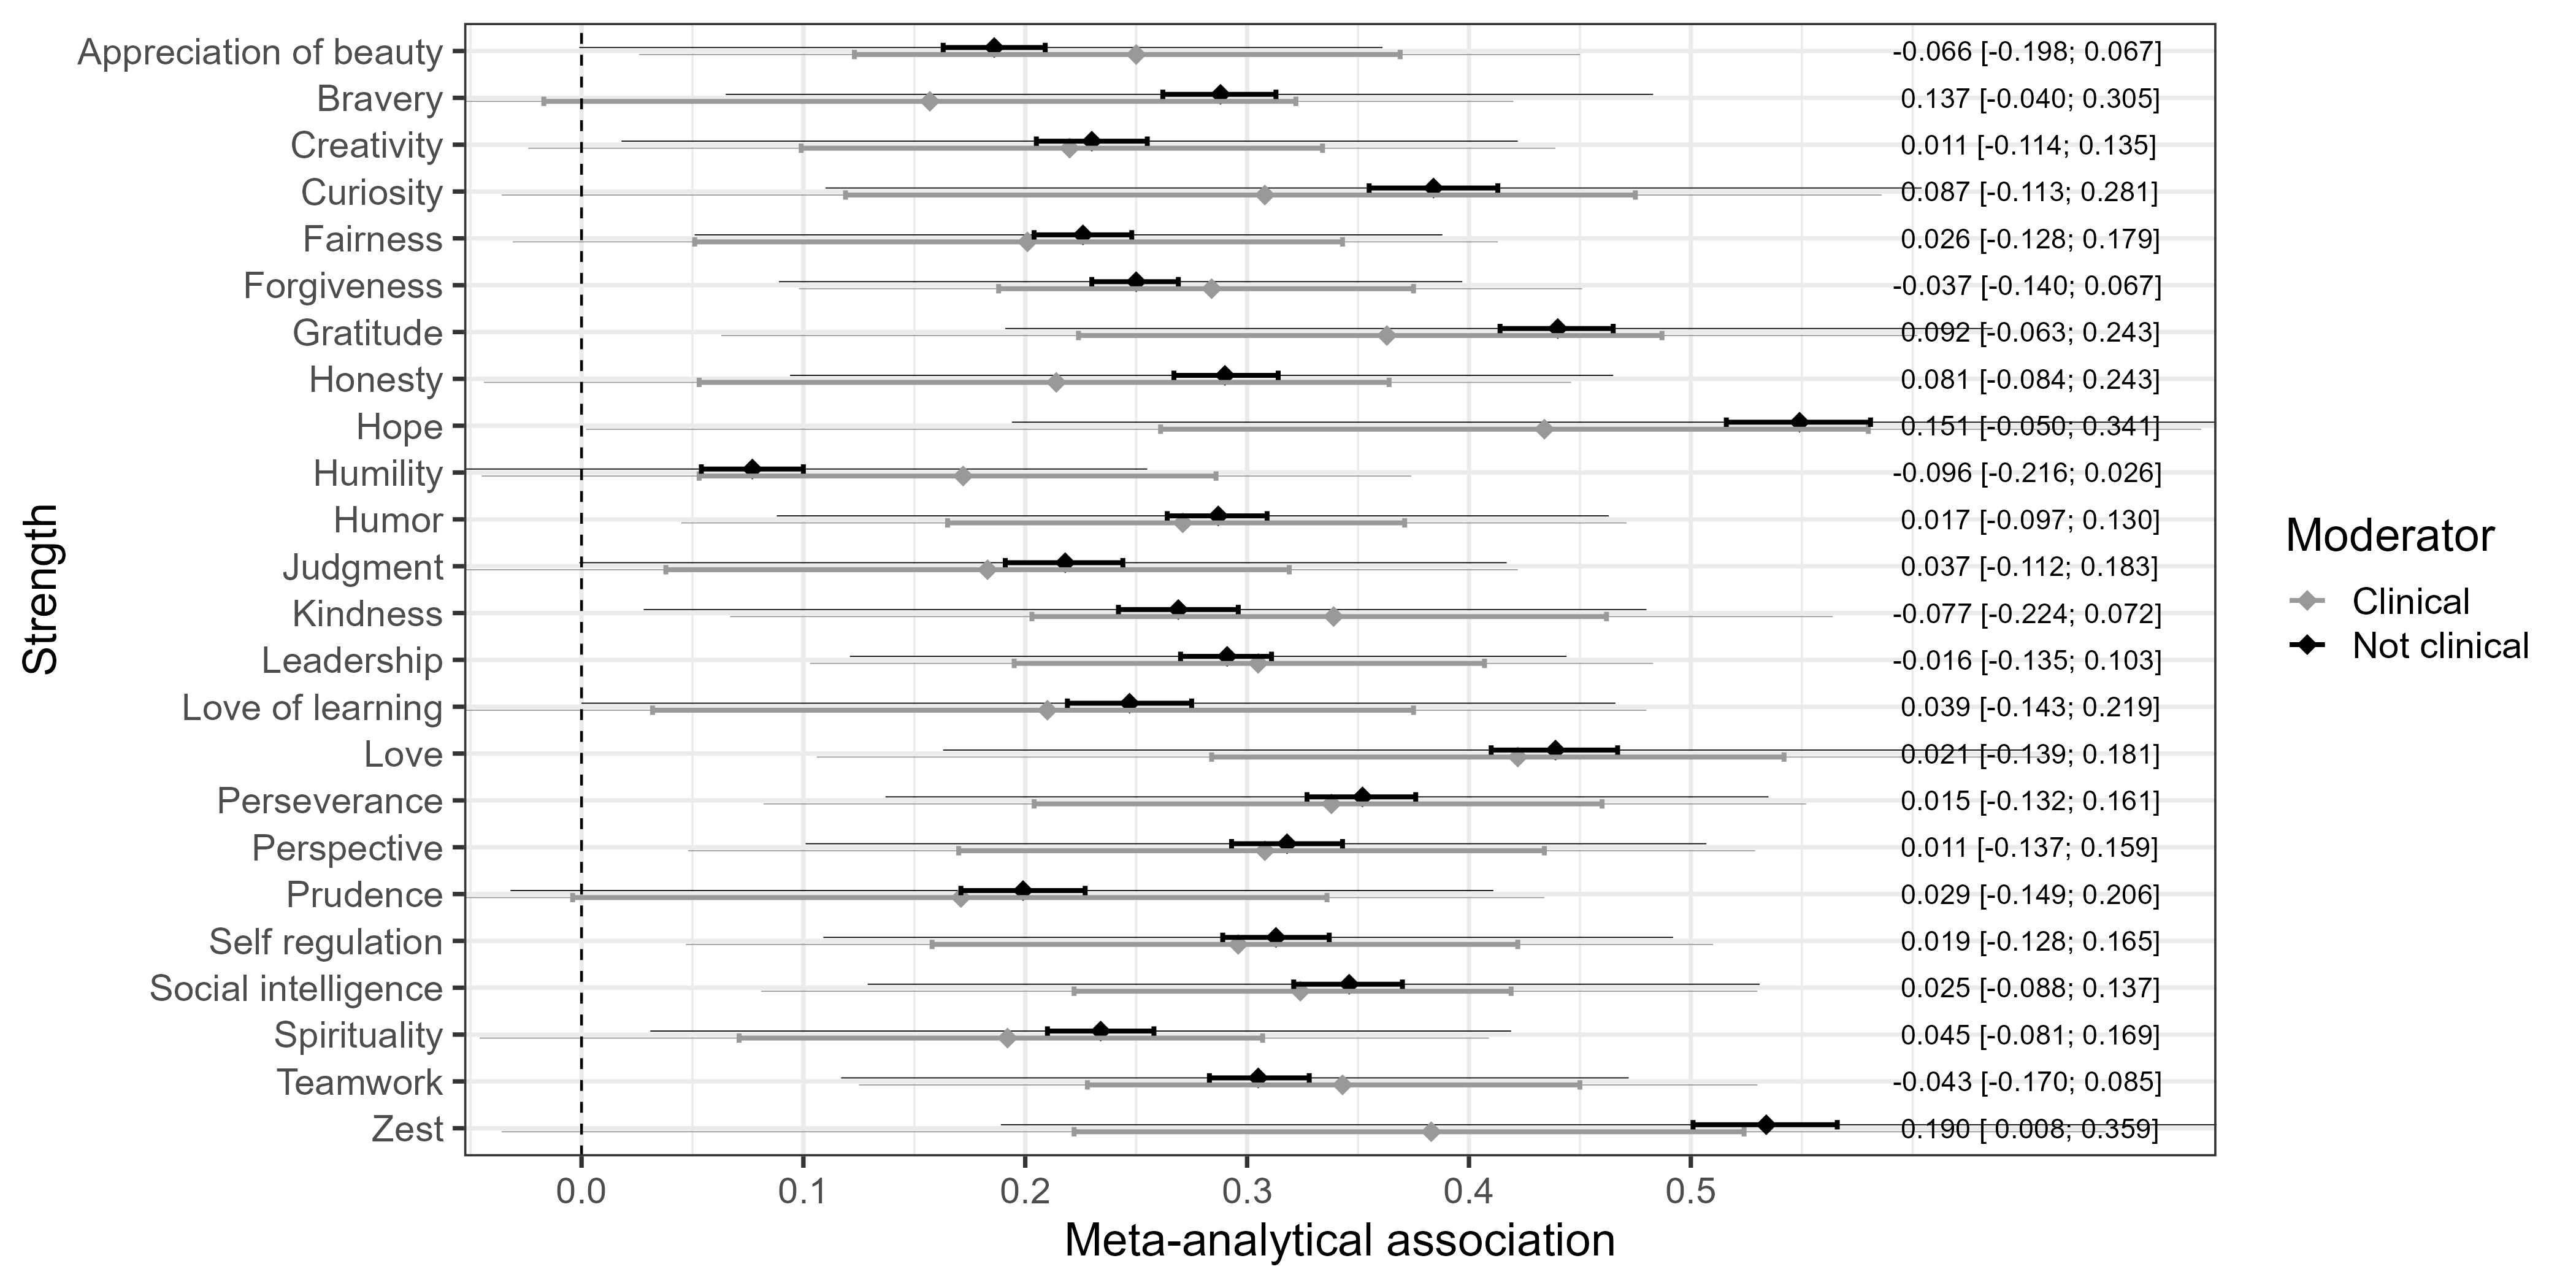 Appreciation of beauty -0.066 [-0.198; 0.067]
Bravery 0.137 [-0.040; 0.305]
Creativity 0.011 [-0.114; 0.135]
Curiosity 0.087 [-0.113; 0.281]
Fairness 0.026 [-0.128; 0.179]
Forgiveness -0.037 [-0.140; 0.067]
Gratitude 0.092 [-0.063; 0.243]
Honesty 0.081 [-0.084; 0.243]
Hope 0.151 [-0.050; 0.341]
Humility -0.096 [-0.216; 0.026]
Humor 0.017 [-0.097; 0.130]
Judgment 0.037 [-0.112; 0.183]
Kindness -0.077 [-0.224; 0.072]
Leadership -0.016 [-0.135; 0.103]
Love of learning 0.039 [-0.143; 0.219]
Love 0.021 [-0.139; 0.181]
Perseverance 0.015 [-0.132; 0.161]
Perspective 0.011 [-0.137; 0.159]
Prudence 0.029 [-0.149; 0.206]
Self regulation 0.019 [-0.128; 0.165]
Social intelligence 0.025 [-0.088; 0.137]
Spirituality 0.045 [-0.081; 0.169]
Teamwork -0.043 [-0.170; 0.085]
Zest 0.190 [ 0.008; 0.359]
0.0 0.1 0.2 0.3 0.4 0.5
Meta-analytical association
Strength
Moderator
Clinical
Not clinical